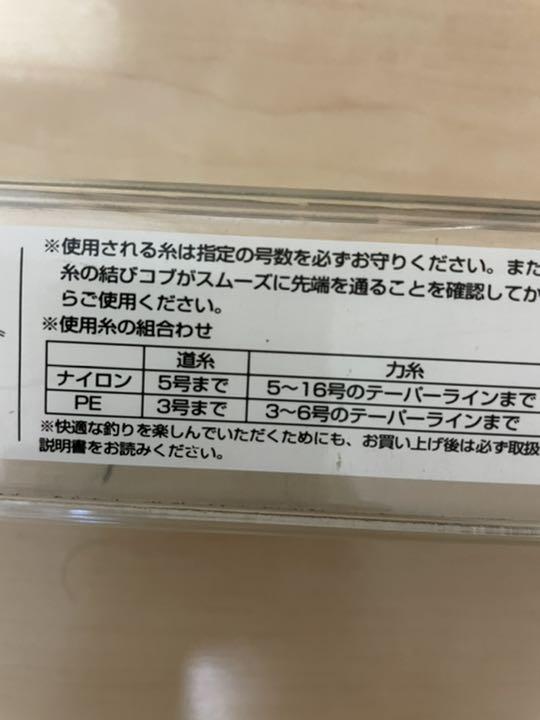 ※使用される糸は指定の号数を必ずお守りください。また
糸の結びコブがスムーズに先端を通ることを確認してか
らご使用ください。
※使用糸の組合わせ
道糸 力糸
ナイロン 5号まで 5〜16号のテーパーラインまで
PE 3号まで 3〜6号のテーパーラインまで
※快適な釣りを楽しんでいただくためにも、お買い上げ後は必ず取扱
説明書をお読みください。